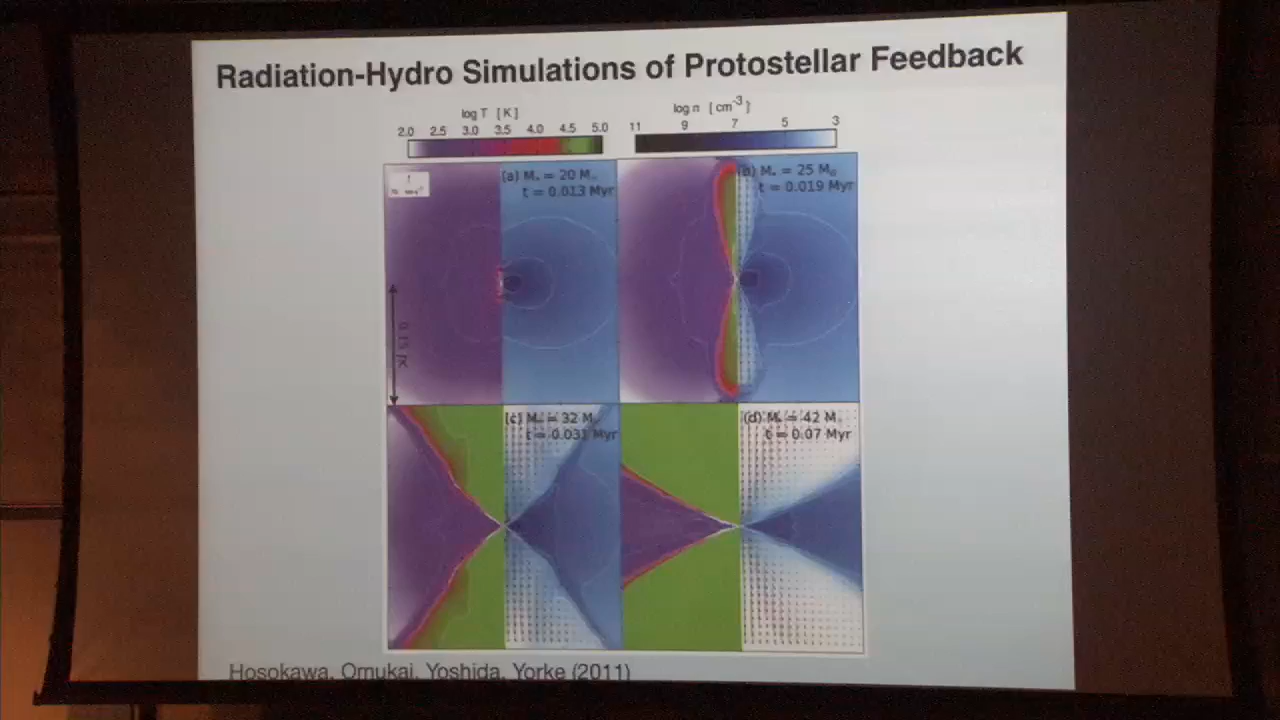 Radiation-Hydro Simulations of Protostellar Feedback
log T [K]
log n [cm-3]
2.0 2.5 3.0 3.5 4.0 4.5 5.0
11 9 7 5 3
(a) M* = 20 M
t = 0.013 Myr
(b) M* = 25 M⊙
t = 0.019 Myr
(c) M* = 32 M
t = 0.031 Myr
(d) M* = 42 M
t = 0.07 Myr
Hosokawa, Omukai, Yoshida, Yorke (2011)